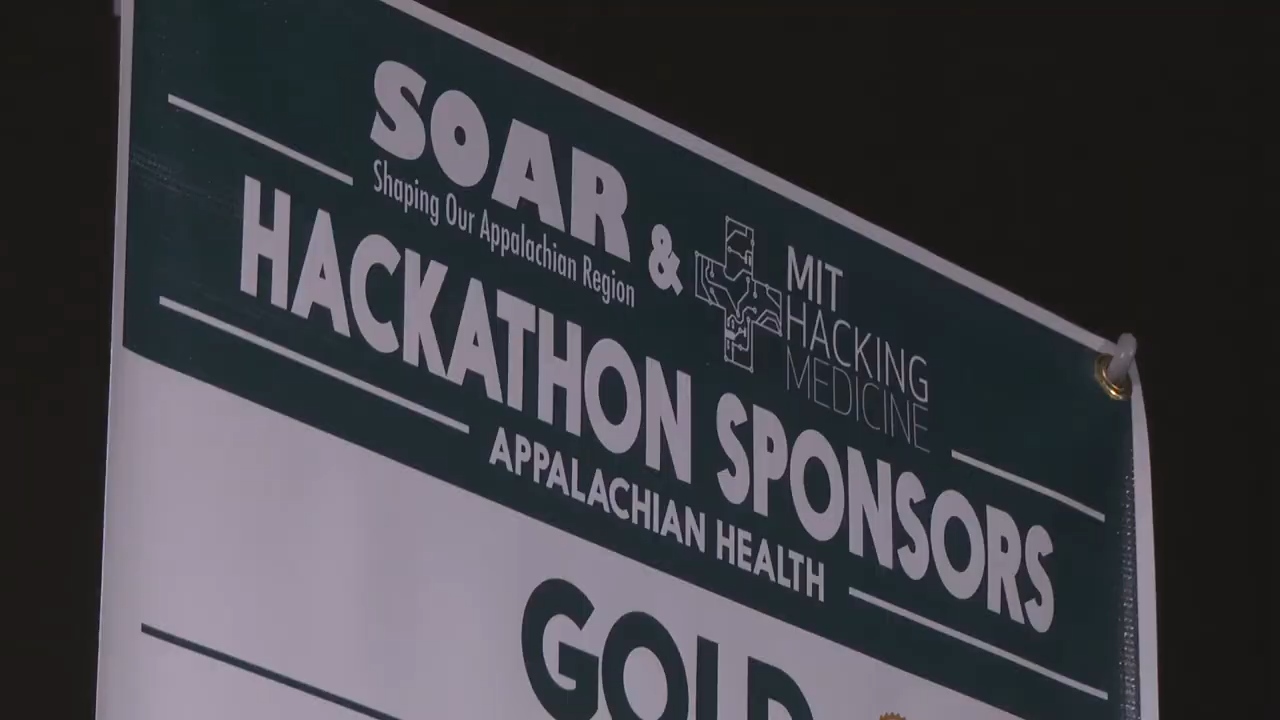 SOAR
Shaping Our Appalachian Region
&
MIT
HACKING
MEDICINE
HACKATHON SPONSORS
APPALACHIAN HEALTH
GOLD